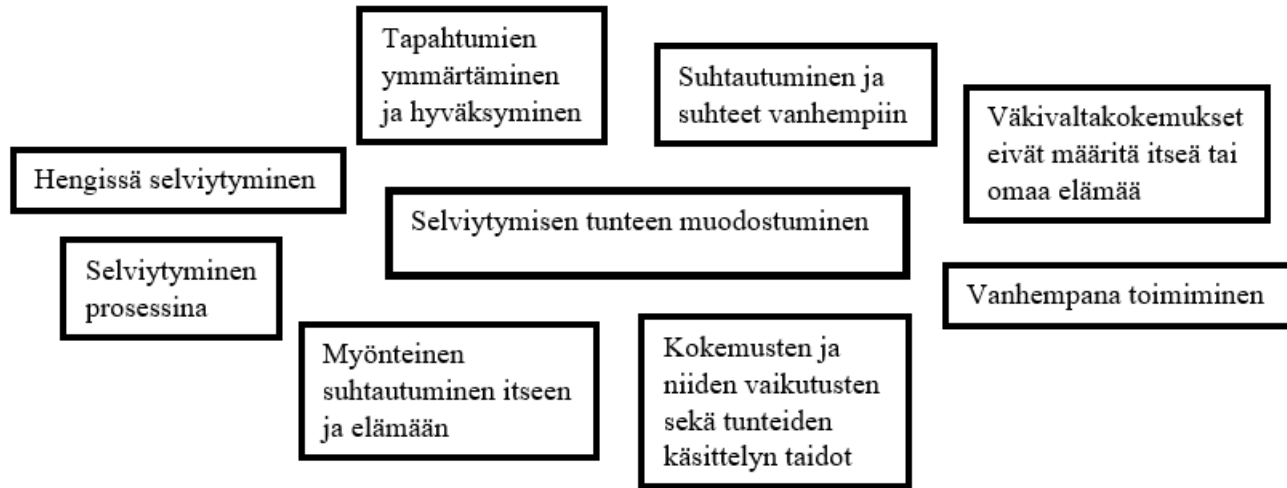 Tapahtumien
ymmärtäminen
ja hyväksyminen
Suhtautuminen ja
suhteet vanhempiin
Väkivaltakokemukset
eivät määritä itseä tai
omaa elämää
Hengissä selviytyminen
Selviytymisen tunteen muodostuminen
Selviytyminen
prosessina
Vanhempana toimiminen
Myönteinen
suhtautuminen itseen
ja elämään
Kokemusten ja
niiden vaikutusten
sekä tunteiden
käsittelyn taidot